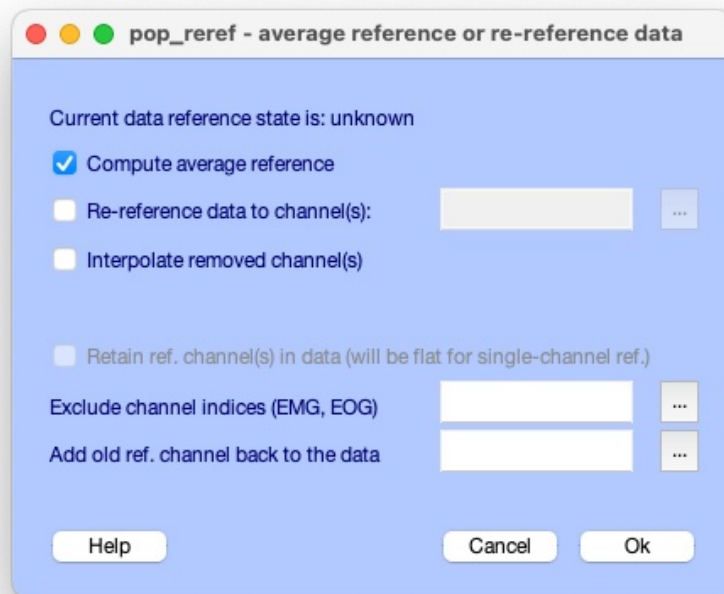 pop_reref - average reference or re-reference data
Current data reference state is: unknown
Compute average reference
Re-reference data to channel(s):
...
Interpolate removed channel(s)
Retain ref. channel(s) in data (will be flat for single-channel ref.)
Exclude channel indices (EMG, EOG)
...
Add old ref. channel back to the data
...
Help
Cancel
Ok